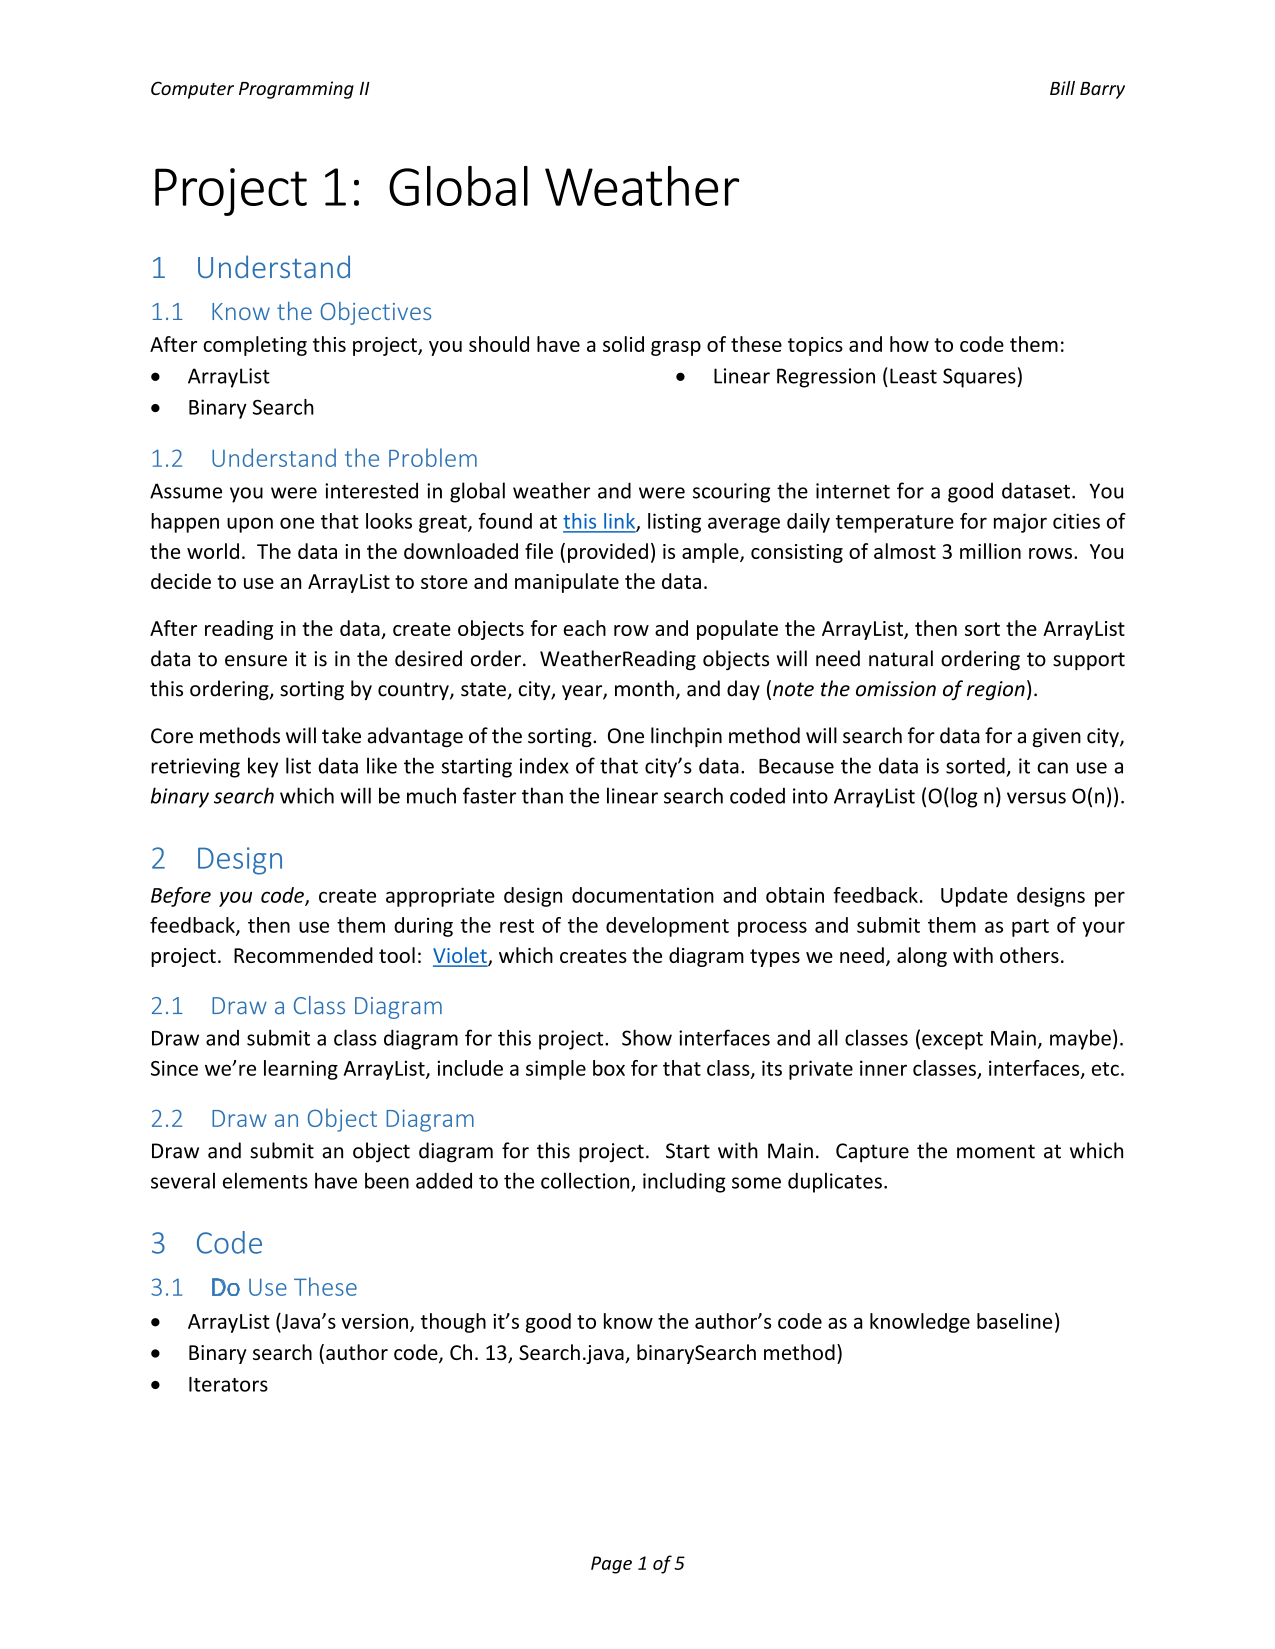 Computer Programming II
Bill Barry
Project 1:  Global Weather
1 Understand
1.1 Know the Objectives
After completing this project, you should have a solid grasp of these topics and how to code them:
• ArrayList
• Binary Search
• Linear Regression (Least Squares)
1.2 Understand the Problem
Assume you were interested in global weather and were scouring the internet for a good dataset.  You
happen upon one that looks great, found at this link, listing average daily temperature for major cities of
the world.  The data in the downloaded file (provided) is ample, consisting of almost 3 million rows.  You
decide to use an ArrayList to store and manipulate the data.
After reading in the data, create objects for each row and populate the ArrayList, then sort the ArrayList
data to ensure it is in the desired order.  WeatherReading objects will need natural ordering to support
this ordering, sorting by country, state, city, year, month, and day (note the omission of region).
Core methods will take advantage of the sorting.  One linchpin method will search for data for a given city,
retrieving key list data like the starting index of that city’s data.  Because the data is sorted, it can use a
binary search which will be much faster than the linear search coded into ArrayList (O(log n) versus O(n)).
2 Design
Before you code, create appropriate design documentation and obtain feedback.  Update designs per
feedback, then use them during the rest of the development process and submit them as part of your
project.  Recommended tool:  Violet, which creates the diagram types we need, along with others.
2.1 Draw a Class Diagram
Draw and submit a class diagram for this project.  Show interfaces and all classes (except Main, maybe).
Since we’re learning ArrayList, include a simple box for that class, its private inner classes, interfaces, etc.
2.2 Draw an Object Diagram
Draw and submit an object diagram for this project.  Start with Main.  Capture the moment at which
several elements have been added to the collection, including some duplicates.
3 Code
3.1 Do Use These
• ArrayList (Java’s version, though it’s good to know the author’s code as a knowledge baseline)
• Binary search (author code, Ch. 13, Search.java, binarySearch method)
• Iterators
Page 1 of 5